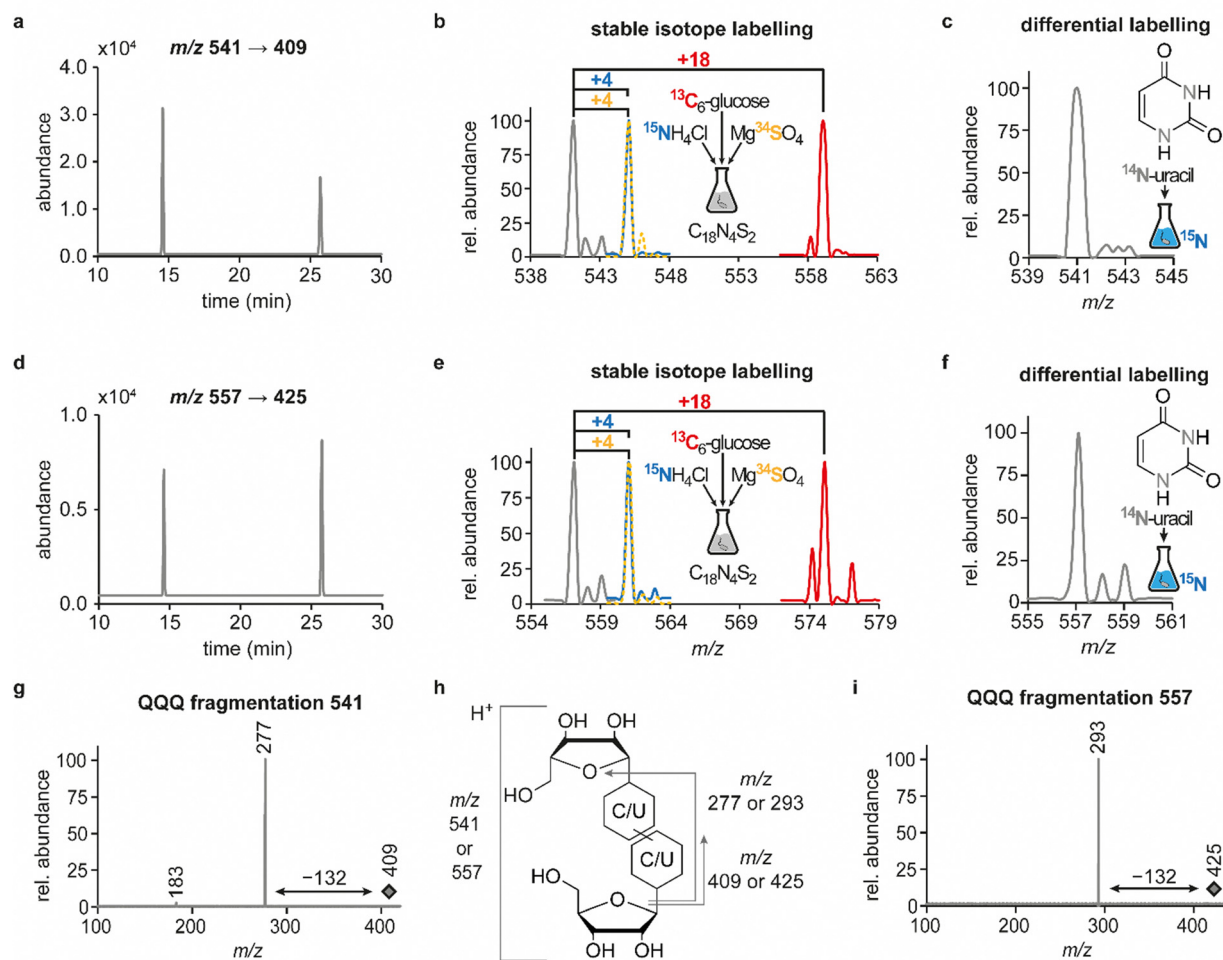 a
x10⁴
m/z 541 → 409
4.0
3.0
2.0
1.0
0.0
abundance
10 15 20 25 30
time (min)
b
stable isotope labelling
+18
+4
+4
¹³C₆-glucose
¹⁵NH₄Cl
Mg³⁴SO₄
C₁₈N₄S₂
100
75
50
25
0
rel. abundance
538 543 548 553 558 563
c
differential labelling
O
NH
N
H
O
¹⁴N-uracil
¹⁵N
100
75
50
25
0
rel. abundance
539 541 543 545
m/z
d
x10⁴
m/z 557 → 425
1.0
0.5
0.0
abundance
10 15 20 25 30
time (min)
e
stable isotope labelling
+18
+4
+4
¹³C₆-glucose
¹⁵NH₄Cl
Mg³⁴SO₄
C₁₈N₄S₂
100
75
50
25
0
rel. abundance
554 559 564 569 574 579
m/z
f
differential labelling
O
NH
N
H
O
¹⁴N-uracil
¹⁵N
100
75
50
25
0
rel. abundance
555 557 559 561
m/z
g
QQQ fragmentation 541
277
183
409
−132
100
75
50
25
0
rel. abundance
100 200 300 400
m/z
h
H⁺
OH OH
O
HO
C/U
C/U
HO
O
OH OH
m/z
541
or
557
m/z
277 or 293
m/z
409 or 425
i
QQQ fragmentation 557
293
425
−132
100
75
50
25
0
rel. abundance
100 200 300 400
m/z